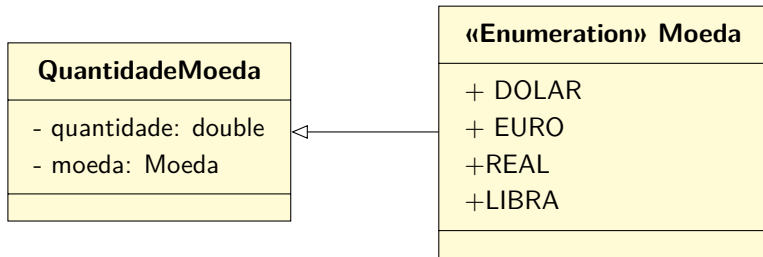 QuantidadeMoeda
- quantidade: double
- moeda: Moeda
«Enumeration» Moeda
+ DOLAR
+ EURO
+REAL
+LIBRA